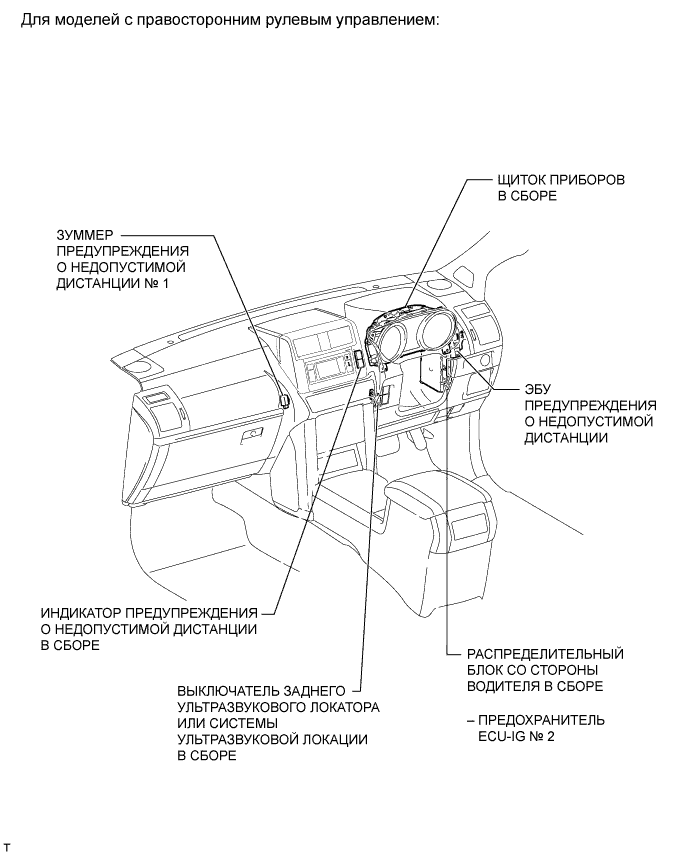 Для моделей с правосторонним рулевым управлением:
ЩИТОК ПРИБОРОВ
В СБОРЕ
ЗУММЕР
ПРЕДУПРЕЖДЕНИЯ
О НЕДОПУСТИМОЙ
ДИСТАНЦИИ № 1
ЭБУ
ПРЕДУПРЕЖДЕНИЯ
О НЕДОПУСТИМОЙ
ДИСТАНЦИИ
ИНДИКАТОР ПРЕДУПРЕЖДЕНИЯ
О НЕДОПУСТИМОЙ ДИСТАНЦИИ
В СБОРЕ
РАСПРЕДЕЛИТЕЛЬНЫЙ
БЛОК СО СТОРОНЫ
ВОДИТЕЛЯ В СБОРЕ
– ПРЕДОХРАНИТЕЛЬ
ECU-IG № 2
ВЫКЛЮЧАТЕЛЬ ЗАДНЕГО
УЛЬТРАЗВУКОВОГО ЛОКАТОРА
ИЛИ СИСТЕМЫ
УЛЬТРАЗВУКОВОЙ ЛОКАЦИИ
В СБОРЕ
T